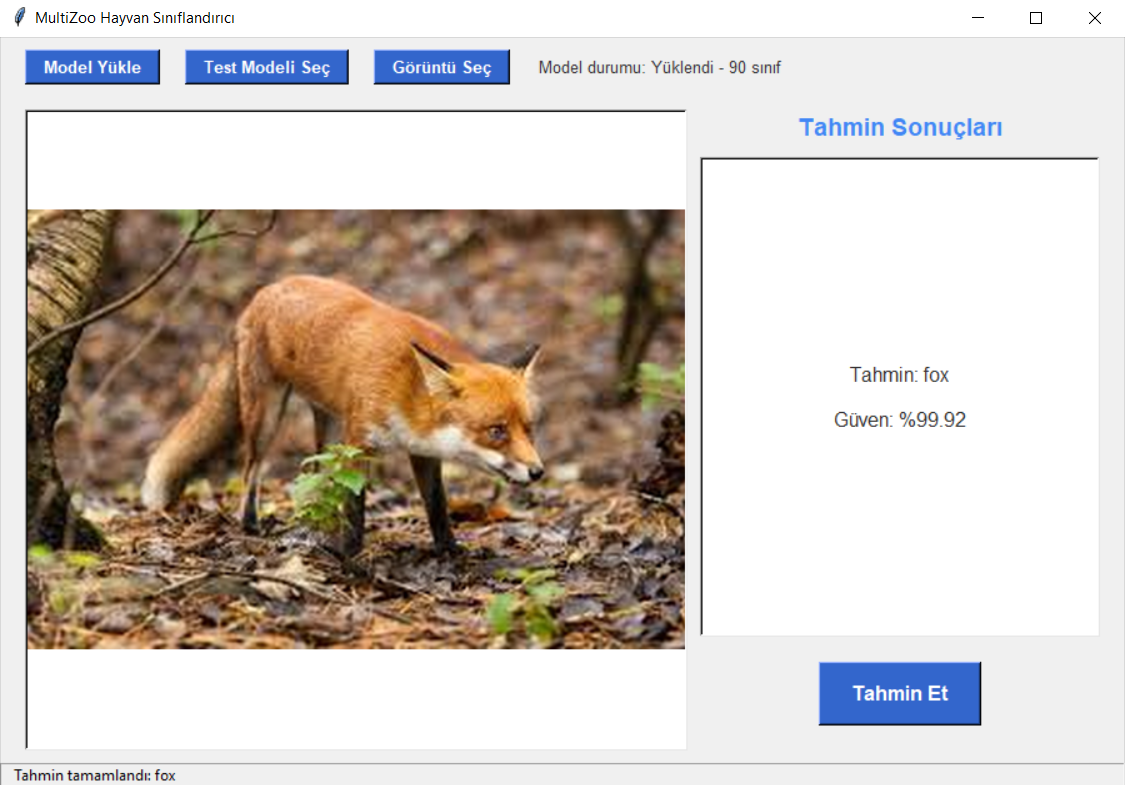 MultiZoo Hayvan Sınıflandırıcı
Model Yükle
Test Modeli Seç
Görüntü Seç
Model durumu: Yüklendi - 90 sınıf
Tahmin Sonuçları
Tahmin: fox
Güven: %99.92
Tahmin Et
Tahmin tamamlandı: fox